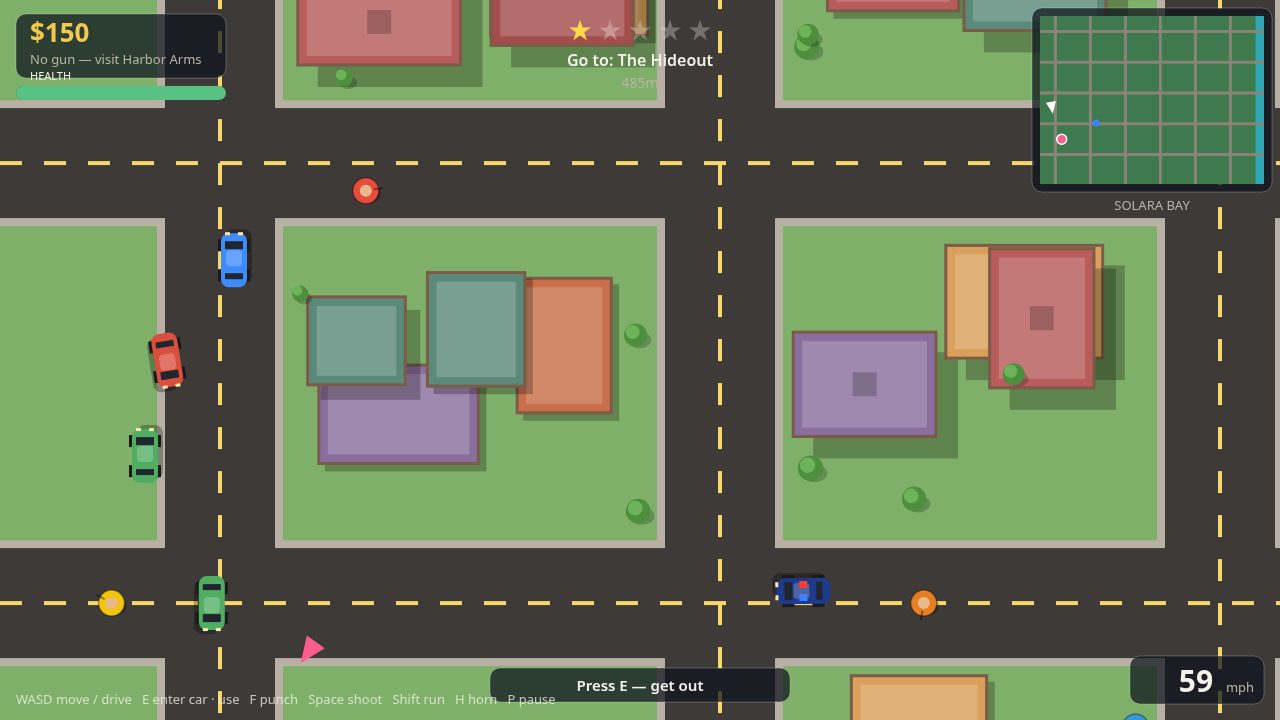 $150
No gun — visit Harbor Arms
HEALTH
Go to: The Hideout
485m
SOLARA BAY
Press E — get out
WASD move / drive E enter car · use F punch Space shoot Shift run H horn P pause
59 mph